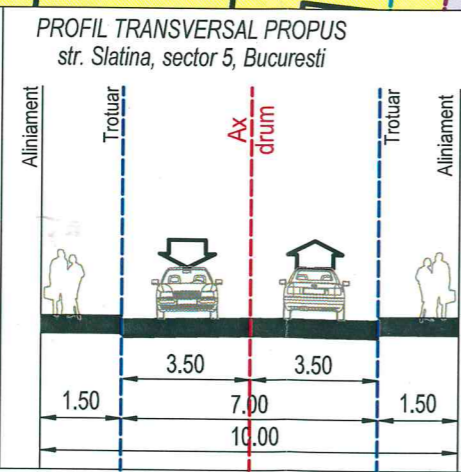 PROFIL TRANSVERSAL PROPUS
str. Slatina, sector 5, Bucuresti
Aliniament
Trotuar
Ax
drum
Trotuar
Aliniament
3.50 3.50
1.50 7.00 1.50
10.00